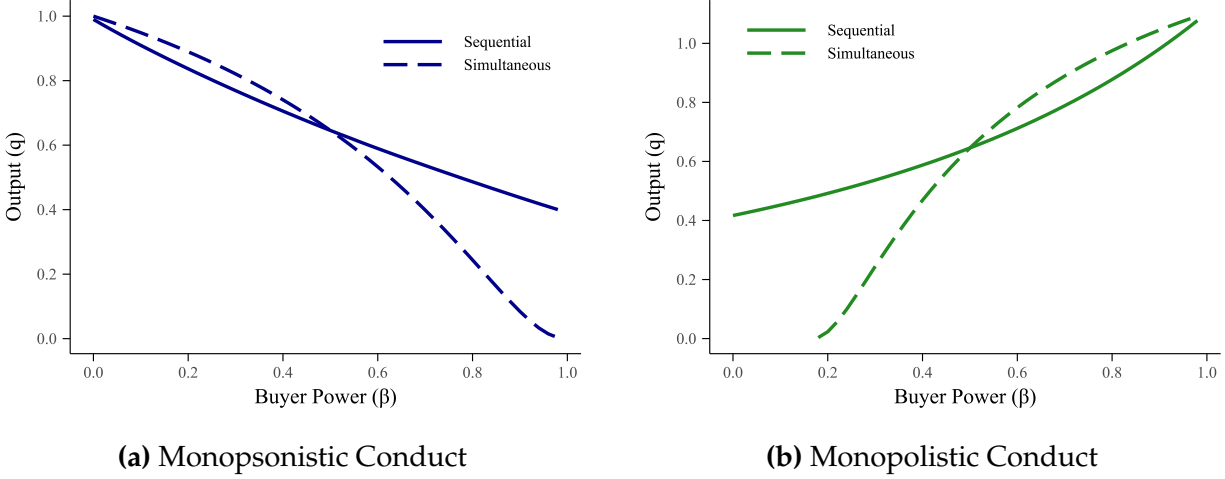 Output (q)
1.0
0.8
0.6
0.4
0.2
0.0
Sequential
Simultaneous
0.0 0.2 0.4 0.6 0.8 1.0
Buyer Power (β)
(a) Monopsonistic Conduct
Output (q)
1.0
0.8
0.6
0.4
0.2
0.0
Sequential
Simultaneous
0.0 0.2 0.4 0.6 0.8 1.0
Buyer Power (β)
(b) Monopolistic Conduct